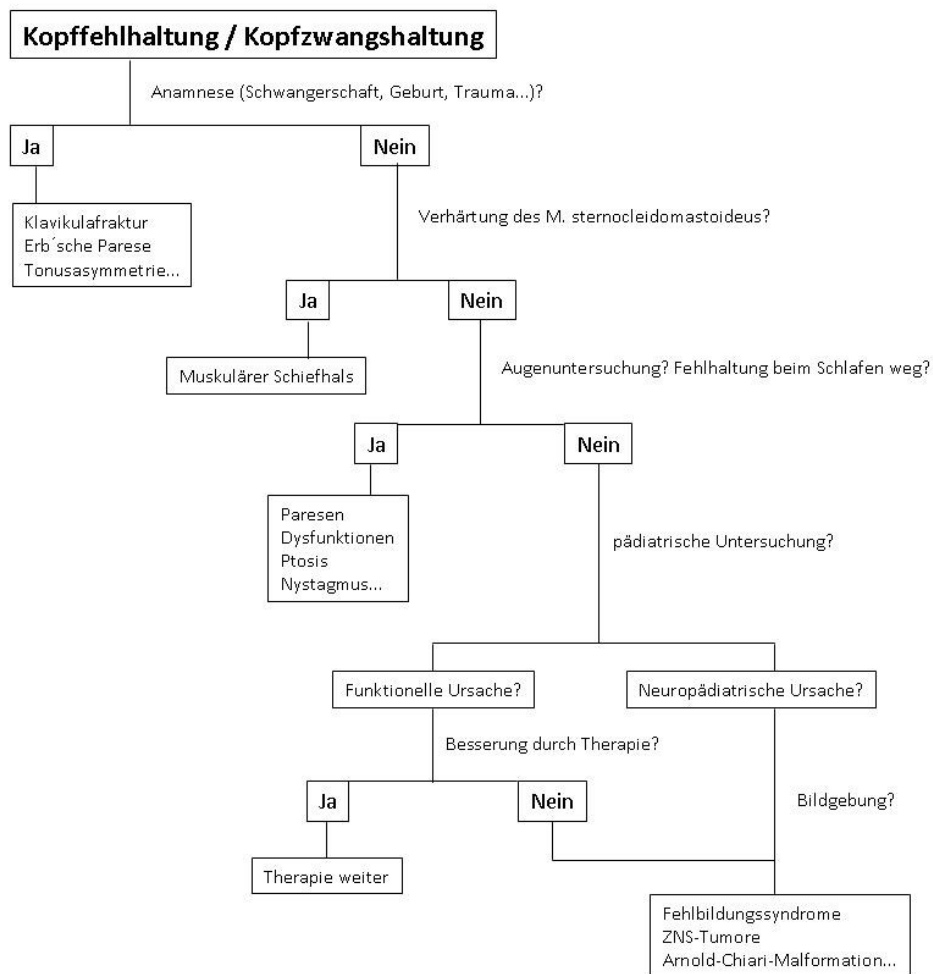 Kopffehlhaltung / Kopfzwangshaltung
Anamnese (Schwangerschaft, Geburt, Trauma...)?
Ja
Nein
Klavikulafraktur
Erb´sche Parese
Tonusasymmetrie...
Verhärtung des M. sternocleidomastoideus?
Ja
Nein
Muskulärer Schiefhals
Augenuntersuchung? Fehlhaltung beim Schlafen weg?
Ja
Nein
Paresen
Dysfunktionen
Ptosis
Nystagmus...
pädiatrische Untersuchung?
Funktionelle Ursache?
Neuropädiatrische Ursache?
Besserung durch Therapie?
Ja
Nein
Bildgebung?
Therapie weiter
Fehlbildungssyndrome
ZNS-Tumore
Arnold-Chiari-Malformation...